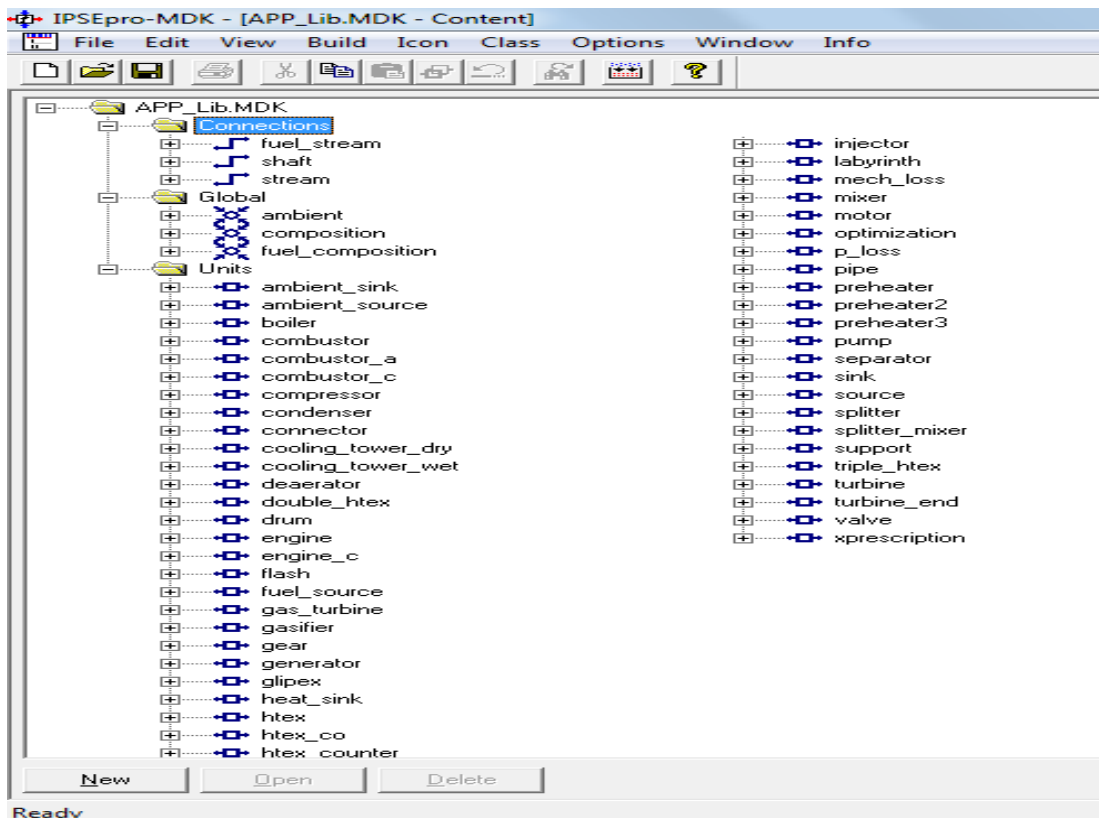 IPSEpro-MDK - [APP_Lib.MDK - Content]
File Edit View Build Icon Class Options Window Info
APP_Lib.MDK
Connections
fuel_stream
shaft
stream
Global
ambient
composition
fuel_composition
Units
ambient_sink
ambient_source
boiler
combustor
combustor_a
combustor_c
compressor
condenser
connector
cooling_tower_dry
cooling_tower_wet
deaerator
double_htex
drum
engine
engine_c
flash
fuel_source
gas_turbine
gasifier
gear
generator
glipex
heat_sink
htex
htex_co
htex_counter
injector
labyrinth
mech_loss
mixer
motor
optimization
p_loss
pipe
preheater
preheater2
preheater3
pump
separator
sink
source
splitter
splitter_mixer
support
triple_htex
turbine
turbine_end
valve
xprescription
New Open Delete
Ready